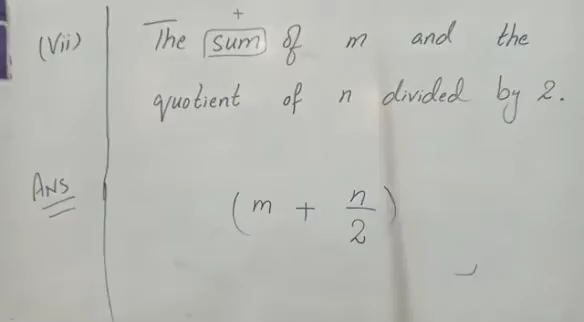 +
(vii) The sum of m and the
quotient of n divided by 2.
Ans (m + n/2)